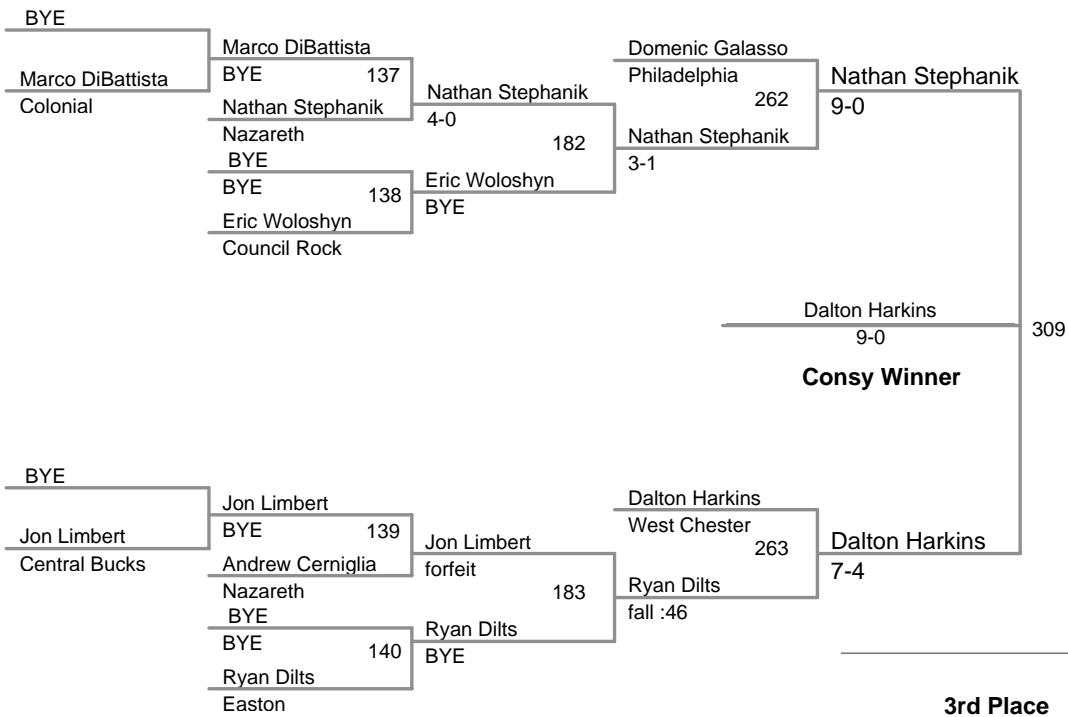 BYE
Marco DiBattista
Colonial
Marco DiBattista
BYE
137
Nathan Stephanik
Nazareth
BYE
BYE
138
Eric Woloshyn
Council Rock
Nathan Stephanik
4-0
182
Eric Woloshyn
BYE
Domenic Galasso
Philadelphia
262
Nathan Stephanik
3-1
Nathan Stephanik
9-0
Dalton Harkins
9-0
309
Consy Winner
BYE
Jon Limbert
Central Bucks
Jon Limbert
BYE
139
Andrew Cerniglia
Nazareth
BYE
BYE
140
Ryan Dilts
Easton
Jon Limbert
forfeit
183
Ryan Dilts
BYE
Dalton Harkins
West Chester
263
Ryan Dilts
fall :46
Dalton Harkins
7-4
3rd Place